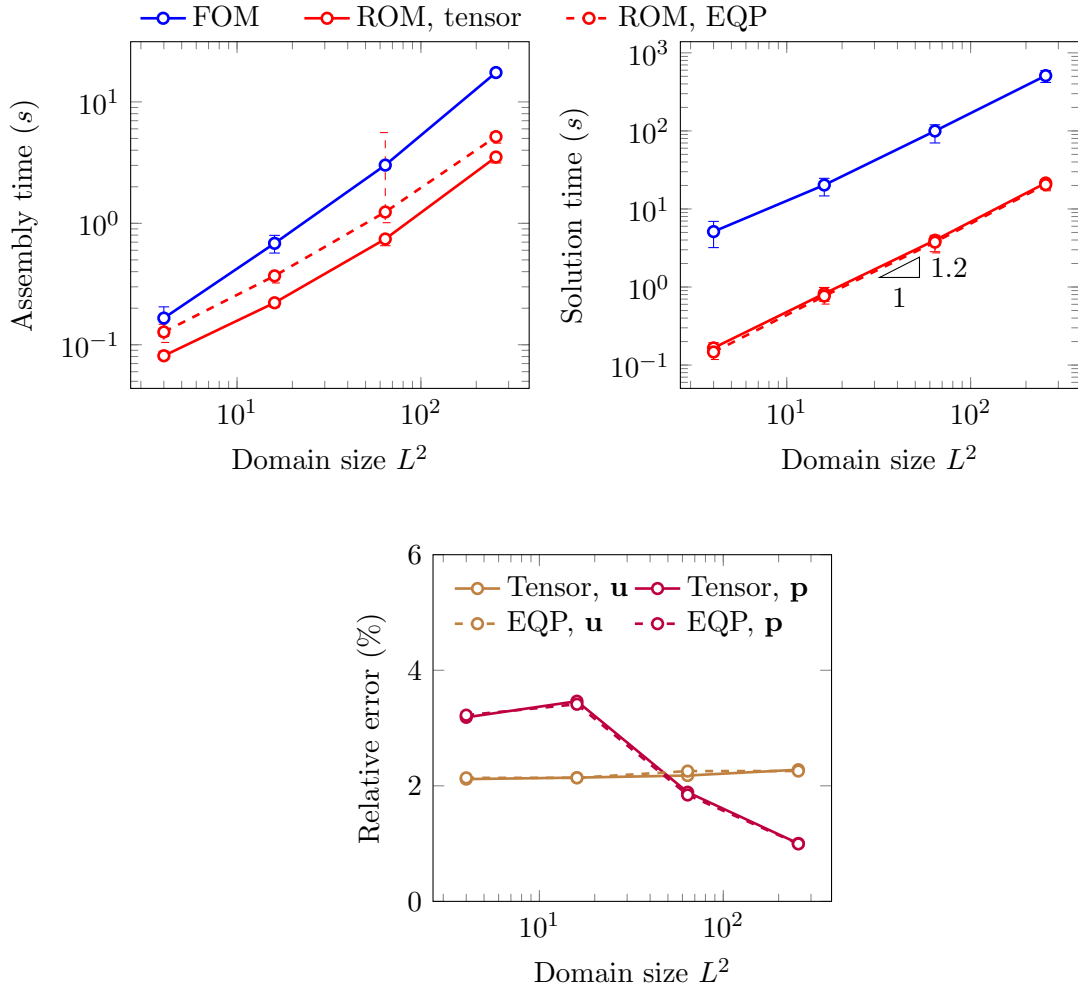 FOM ROM, tensor ROM, EQP
Assembly time (s)
10^1
10^0
10^{-1}
10^1 10^2
Domain size L^2
Solution time (s)
10^3
10^2
10^1
10^0
10^{-1}
1.2
1
10^1 10^2
Domain size L^2
Relative error (%)
6
4
2
0
Tensor, u Tensor, p
EQP, u EQP, p
10^1 10^2
Domain size L^2